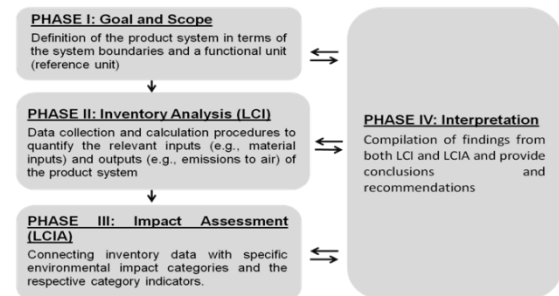 PHASE I: Goal and Scope
Definition of the product system in terms of
the system boundaries and a functional unit
(reference unit)
PHASE II: Inventory Analysis (LCI)
Data collection and calculation procedures to
quantify the relevant inputs (e.g., material
inputs) and outputs (e.g., emissions to air) of
the product system
PHASE III: Impact Assessment
(LCIA)
Connecting inventory data with specific
environmental impact categories and the
respective category indicators.
PHASE IV: Interpretation
Compilation of findings from
both LCI and LCIA and provide
conclusions and
recommendations